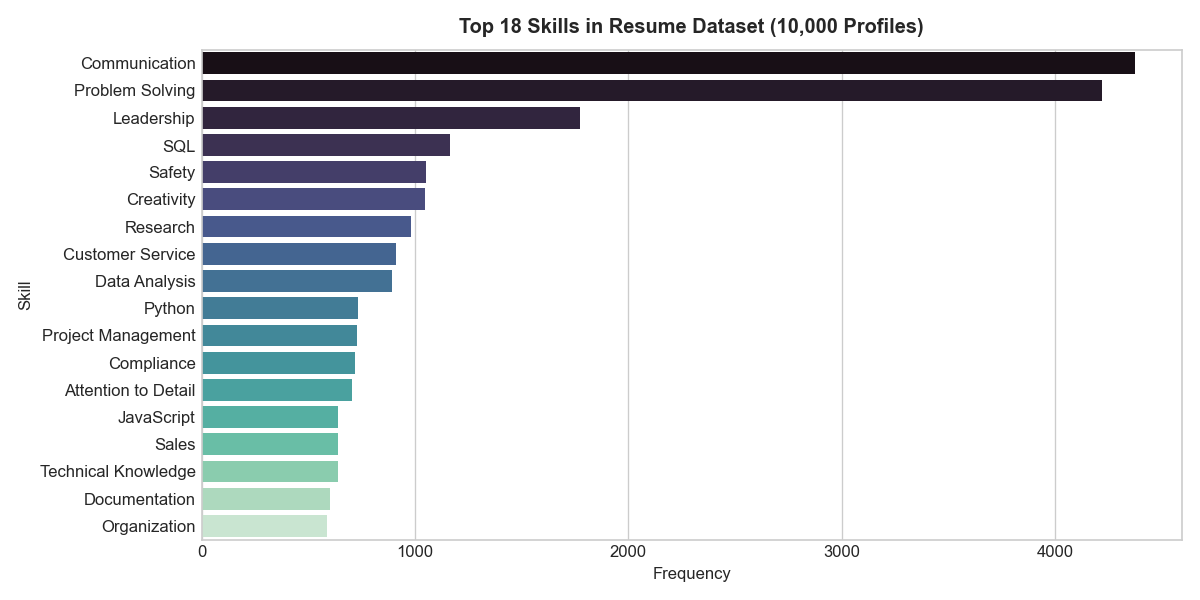 Top 18 Skills in Resume Dataset (10,000 Profiles)
Communication
Problem Solving
Leadership
SQL
Safety
Creativity
Research
Customer Service
Data Analysis
Python
Project Management
Compliance
Attention to Detail
JavaScript
Sales
Technical Knowledge
Documentation
Organization
Skill
0 1000 2000 3000 4000
Frequency